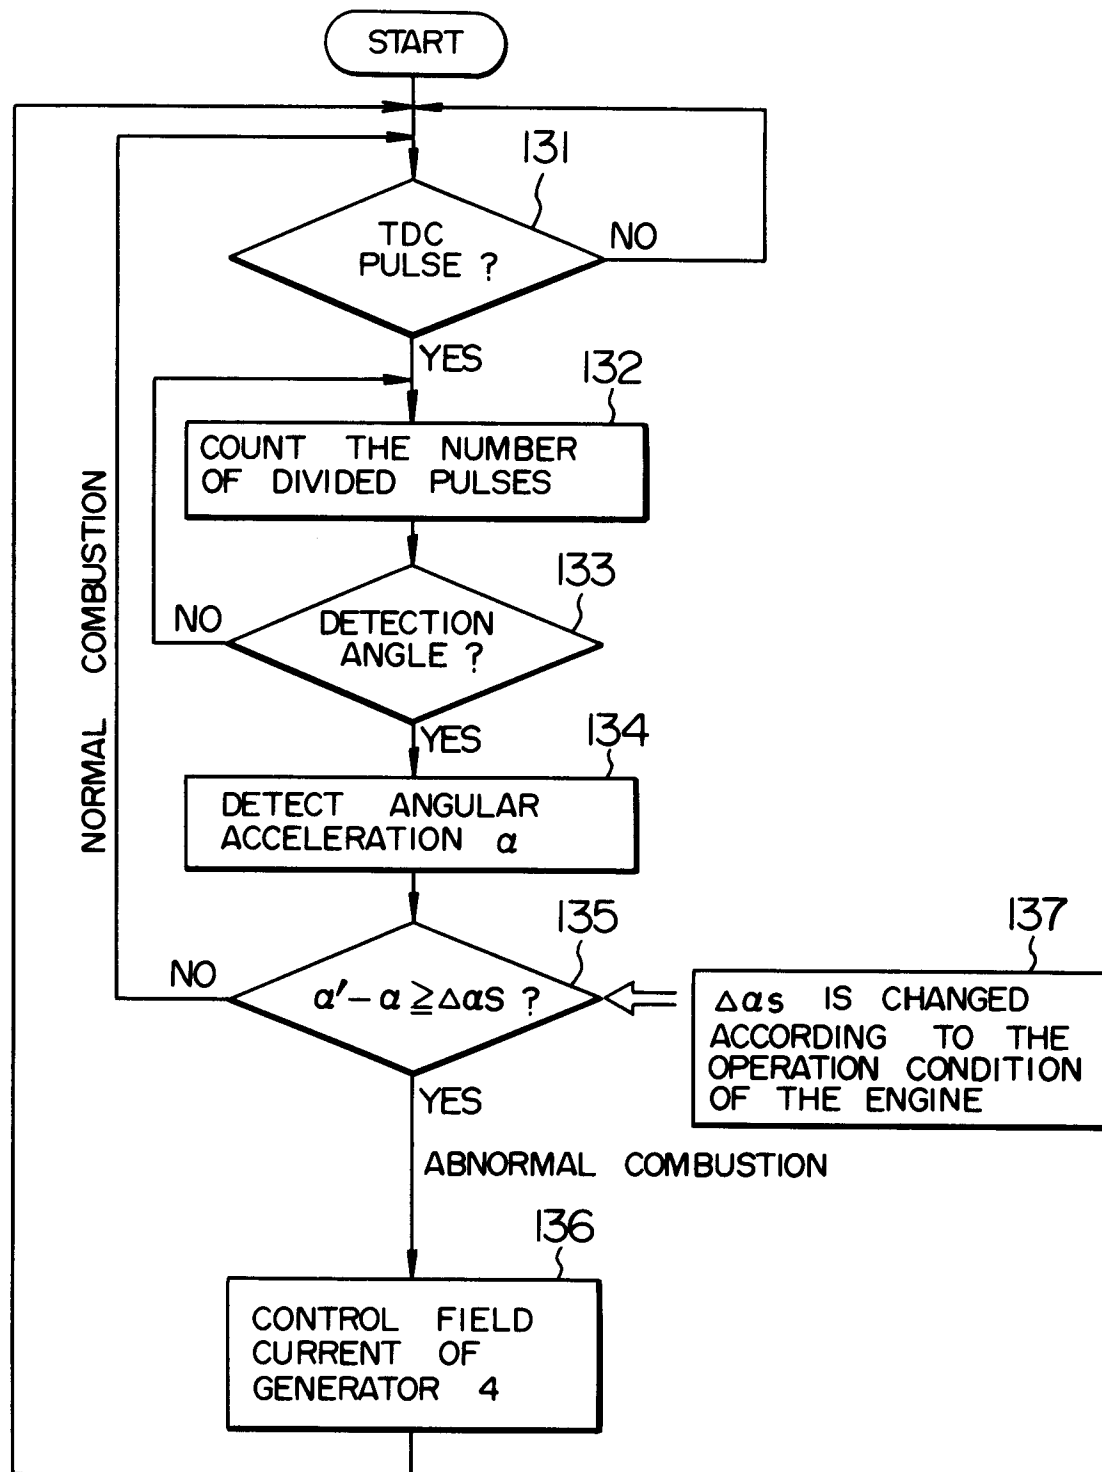 START
131
TDC
PULSE ?
NO
YES
132
COUNT THE NUMBER
OF DIVIDED PULSES
NORMAL COMBUSTION
133
NO
DETECTION
ANGLE ?
YES
134
DETECT ANGULAR
ACCELERATION α
135
NO
α′-α ≧ ΔαS ?
137
Δαs IS CHANGED
ACCORDING TO THE
OPERATION CONDITION
OF THE ENGINE
YES
ABNORMAL COMBUSTION
136
CONTROL FIELD
CURRENT OF
GENERATOR 4